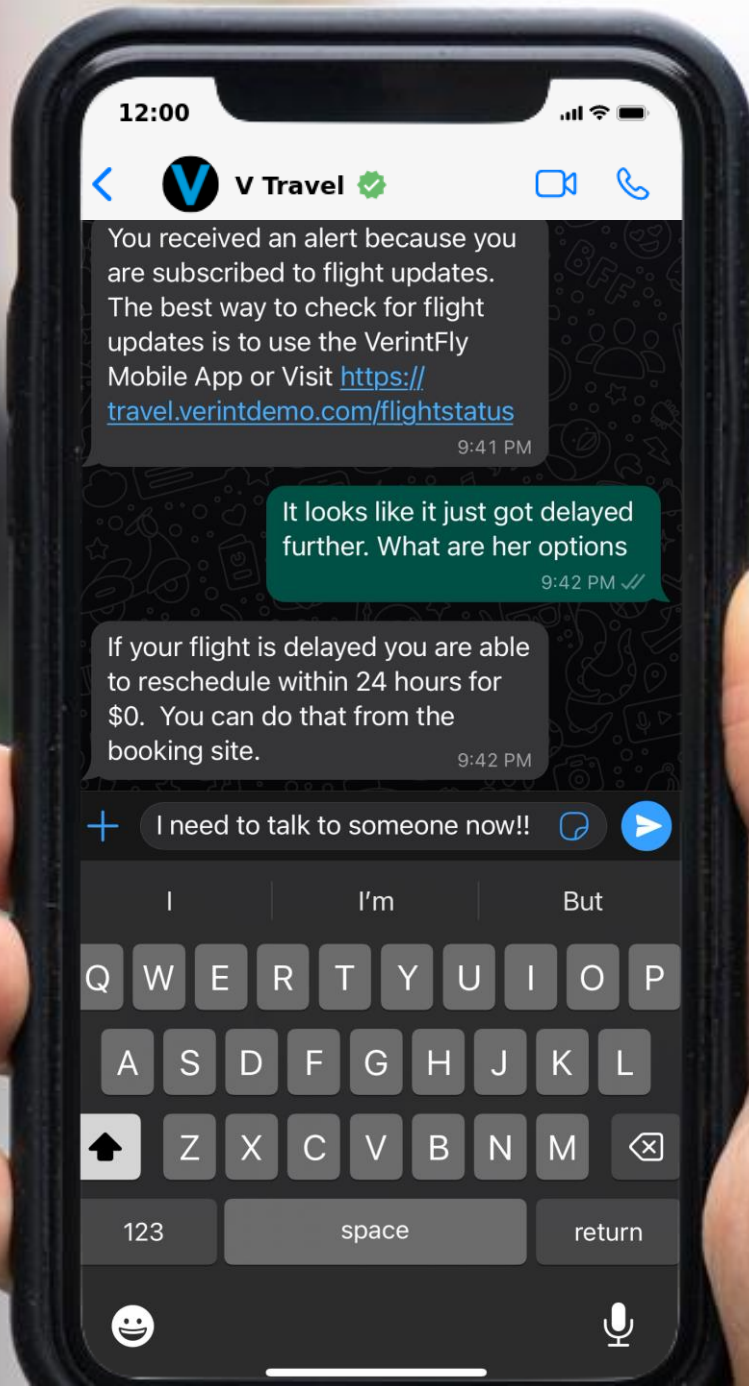 12:00
V Travel
You received an alert because you
are subscribed to flight updates.
The best way to check for flight
updates is to use the VerintFly
Mobile App or Visit https://
travel.verintdemo.com/flightstatus
9:41 PM
It looks like it just got delayed
further. What are her options
9:42 PM
If your flight is delayed you are able
to reschedule within 24 hours for
$0. You can do that from the
booking site.
9:42 PM
I need to talk to someone now!!
I I’m But
Q W E R T Y U I O P
A S D F G H J K L
Z X C V B N M
123 space return